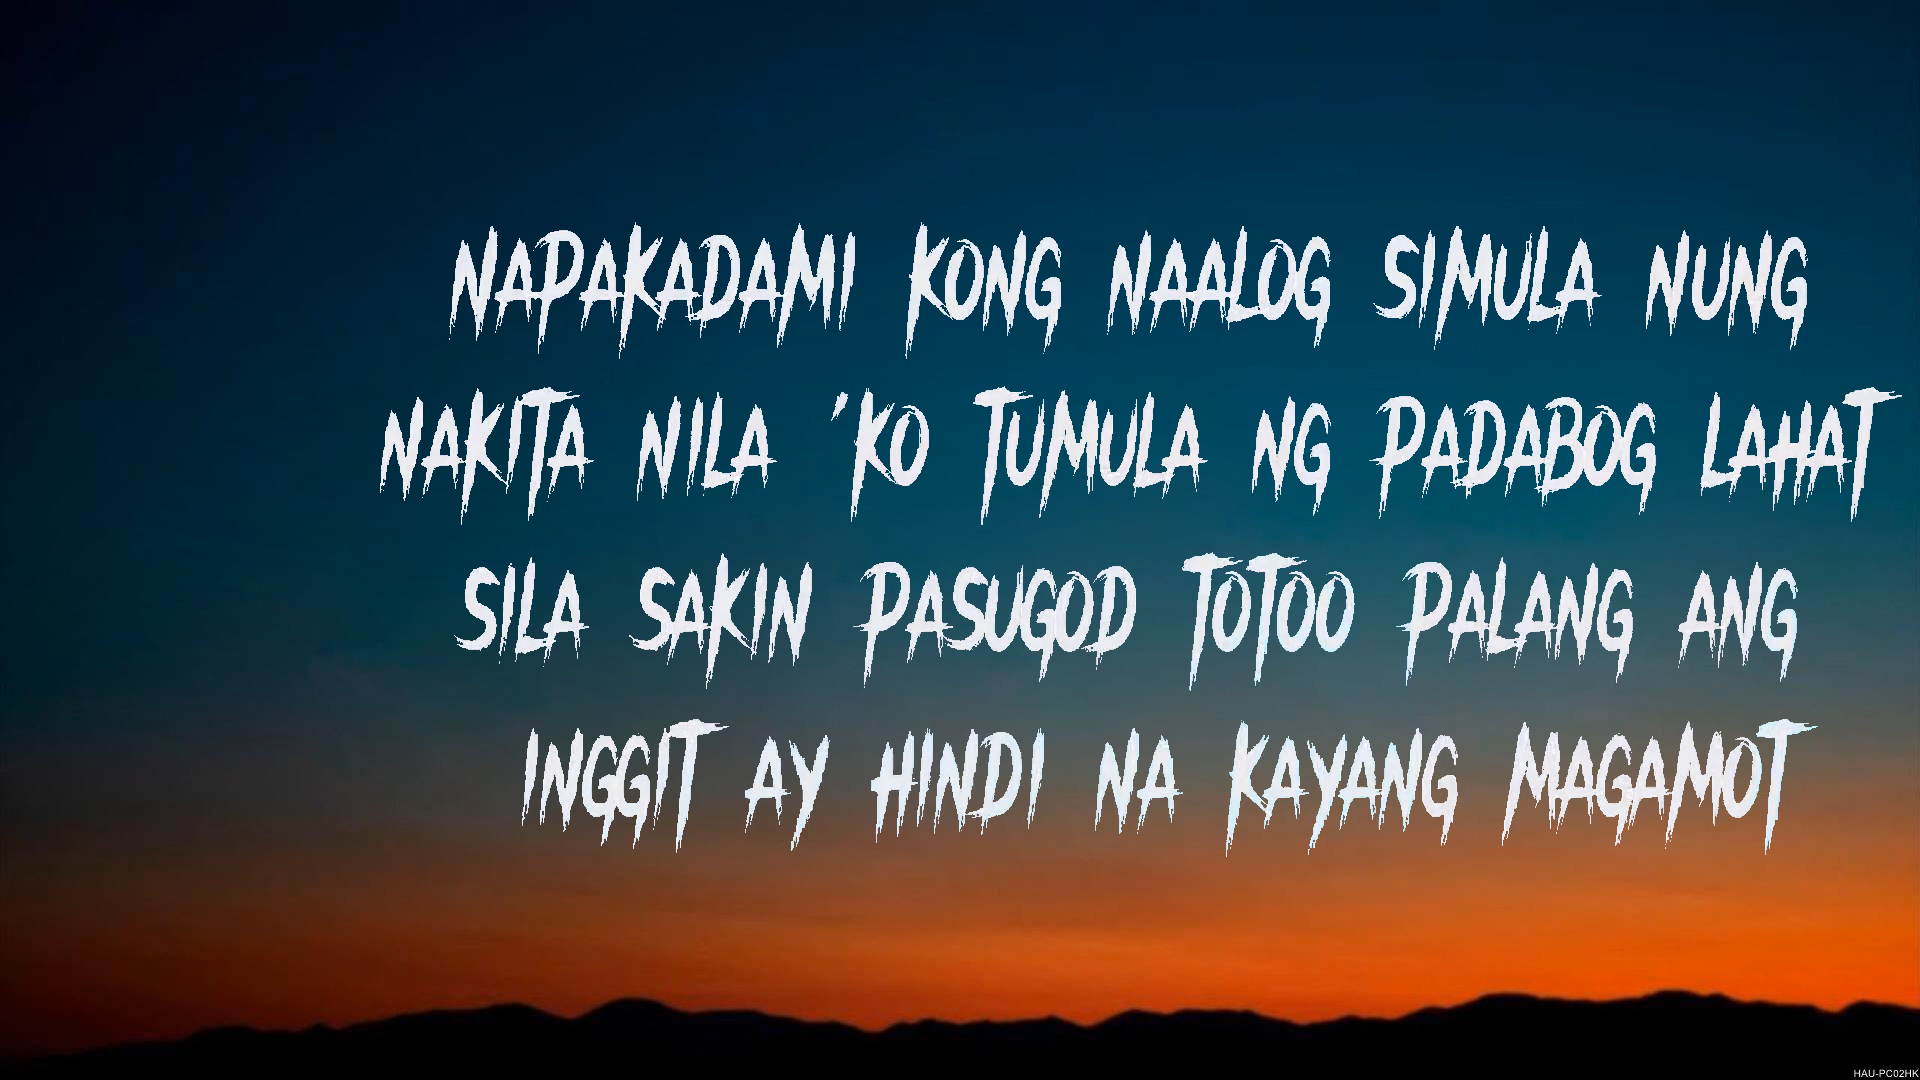 NAPAKADAMI KONG NAALOG SIMULA NUNG
NAKITA NILA 'KO TUMULA NG PADABOG LAHAT
SILA SAKIN PASUGOD TOTOO PALANG ANG
INGGIT AY HINDI NA KAYANG MAGAMOT
HAU-PC02HK